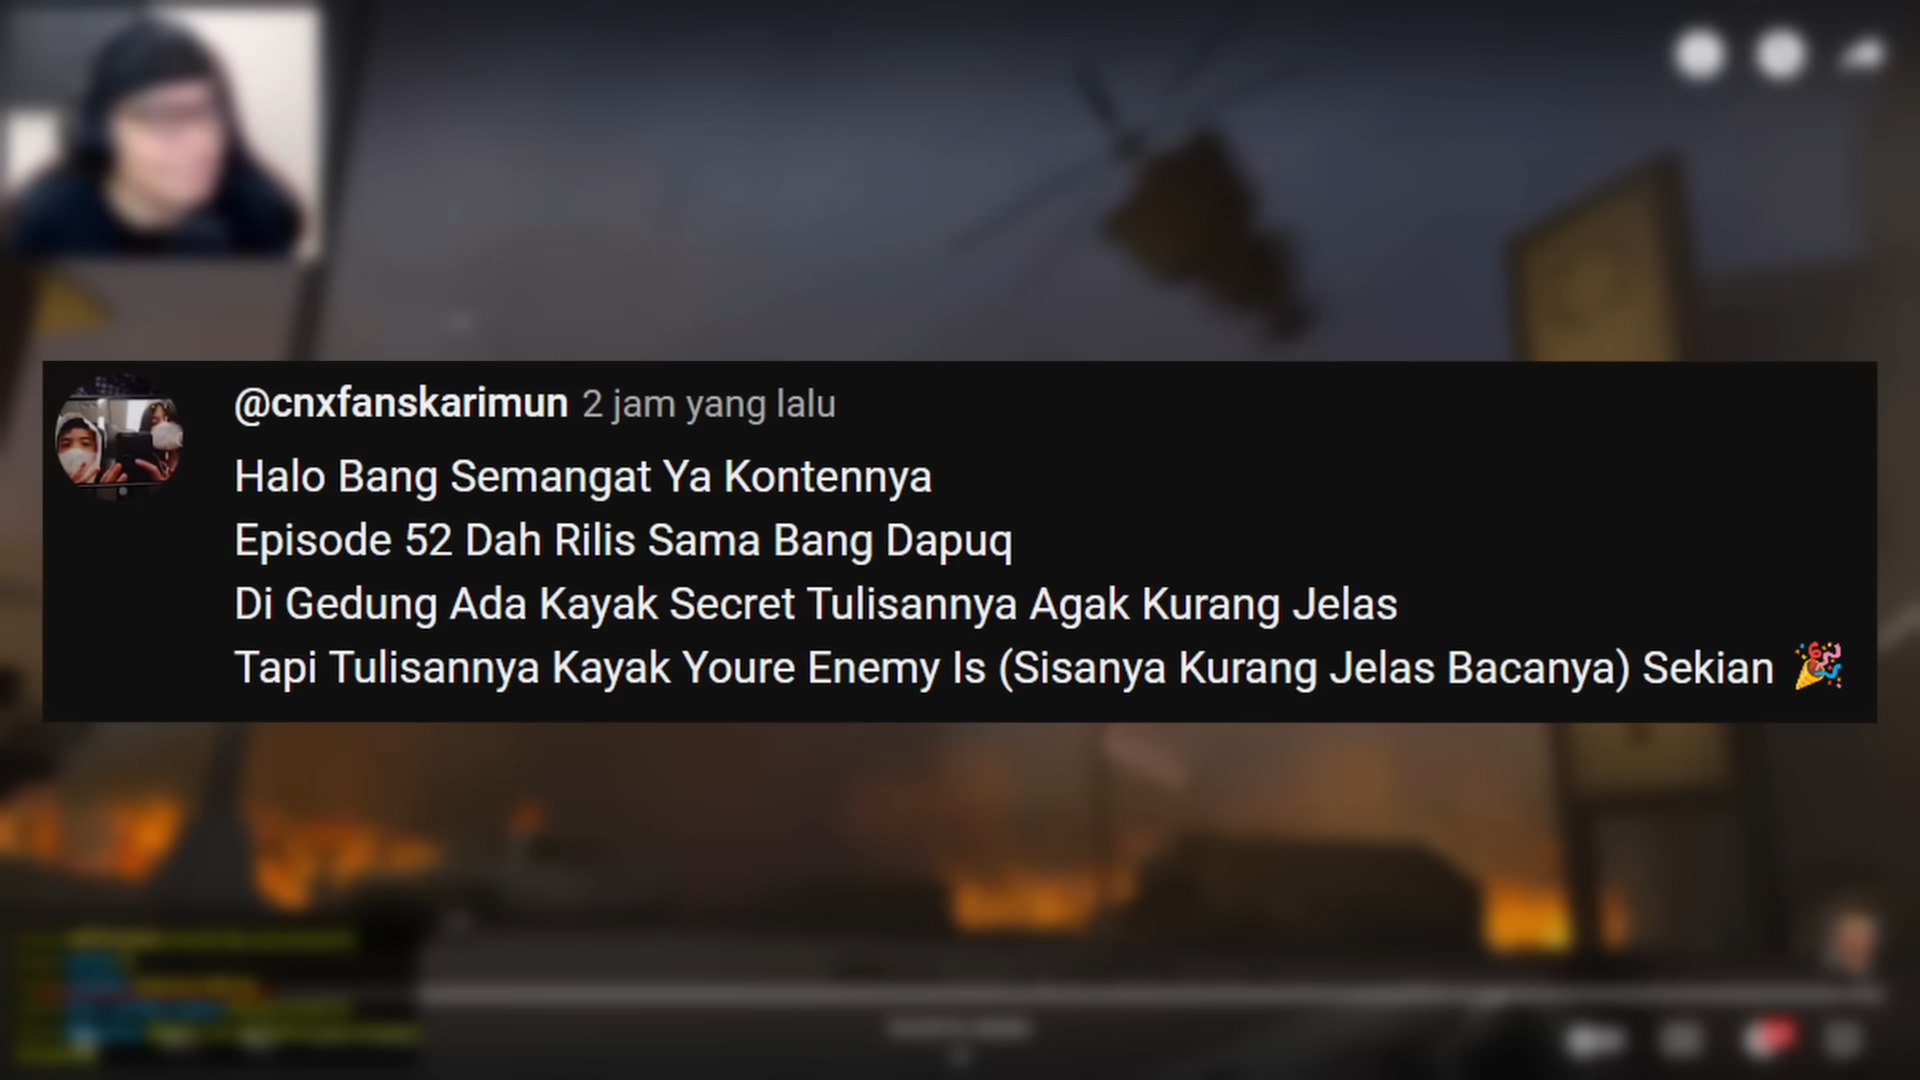 @cnxfanskarimun 2 jam yang lalu
Halo Bang Semangat Ya Kontennya
Episode 52 Dah Rilis Sama Bang Dapuq
Di Gedung Ada Kayak Secret Tulisannya Agak Kurang Jelas
Tapi Tulisannya Kayak Youre Enemy Is (Sisanya Kurang Jelas Bacanya) Sekian 🎉